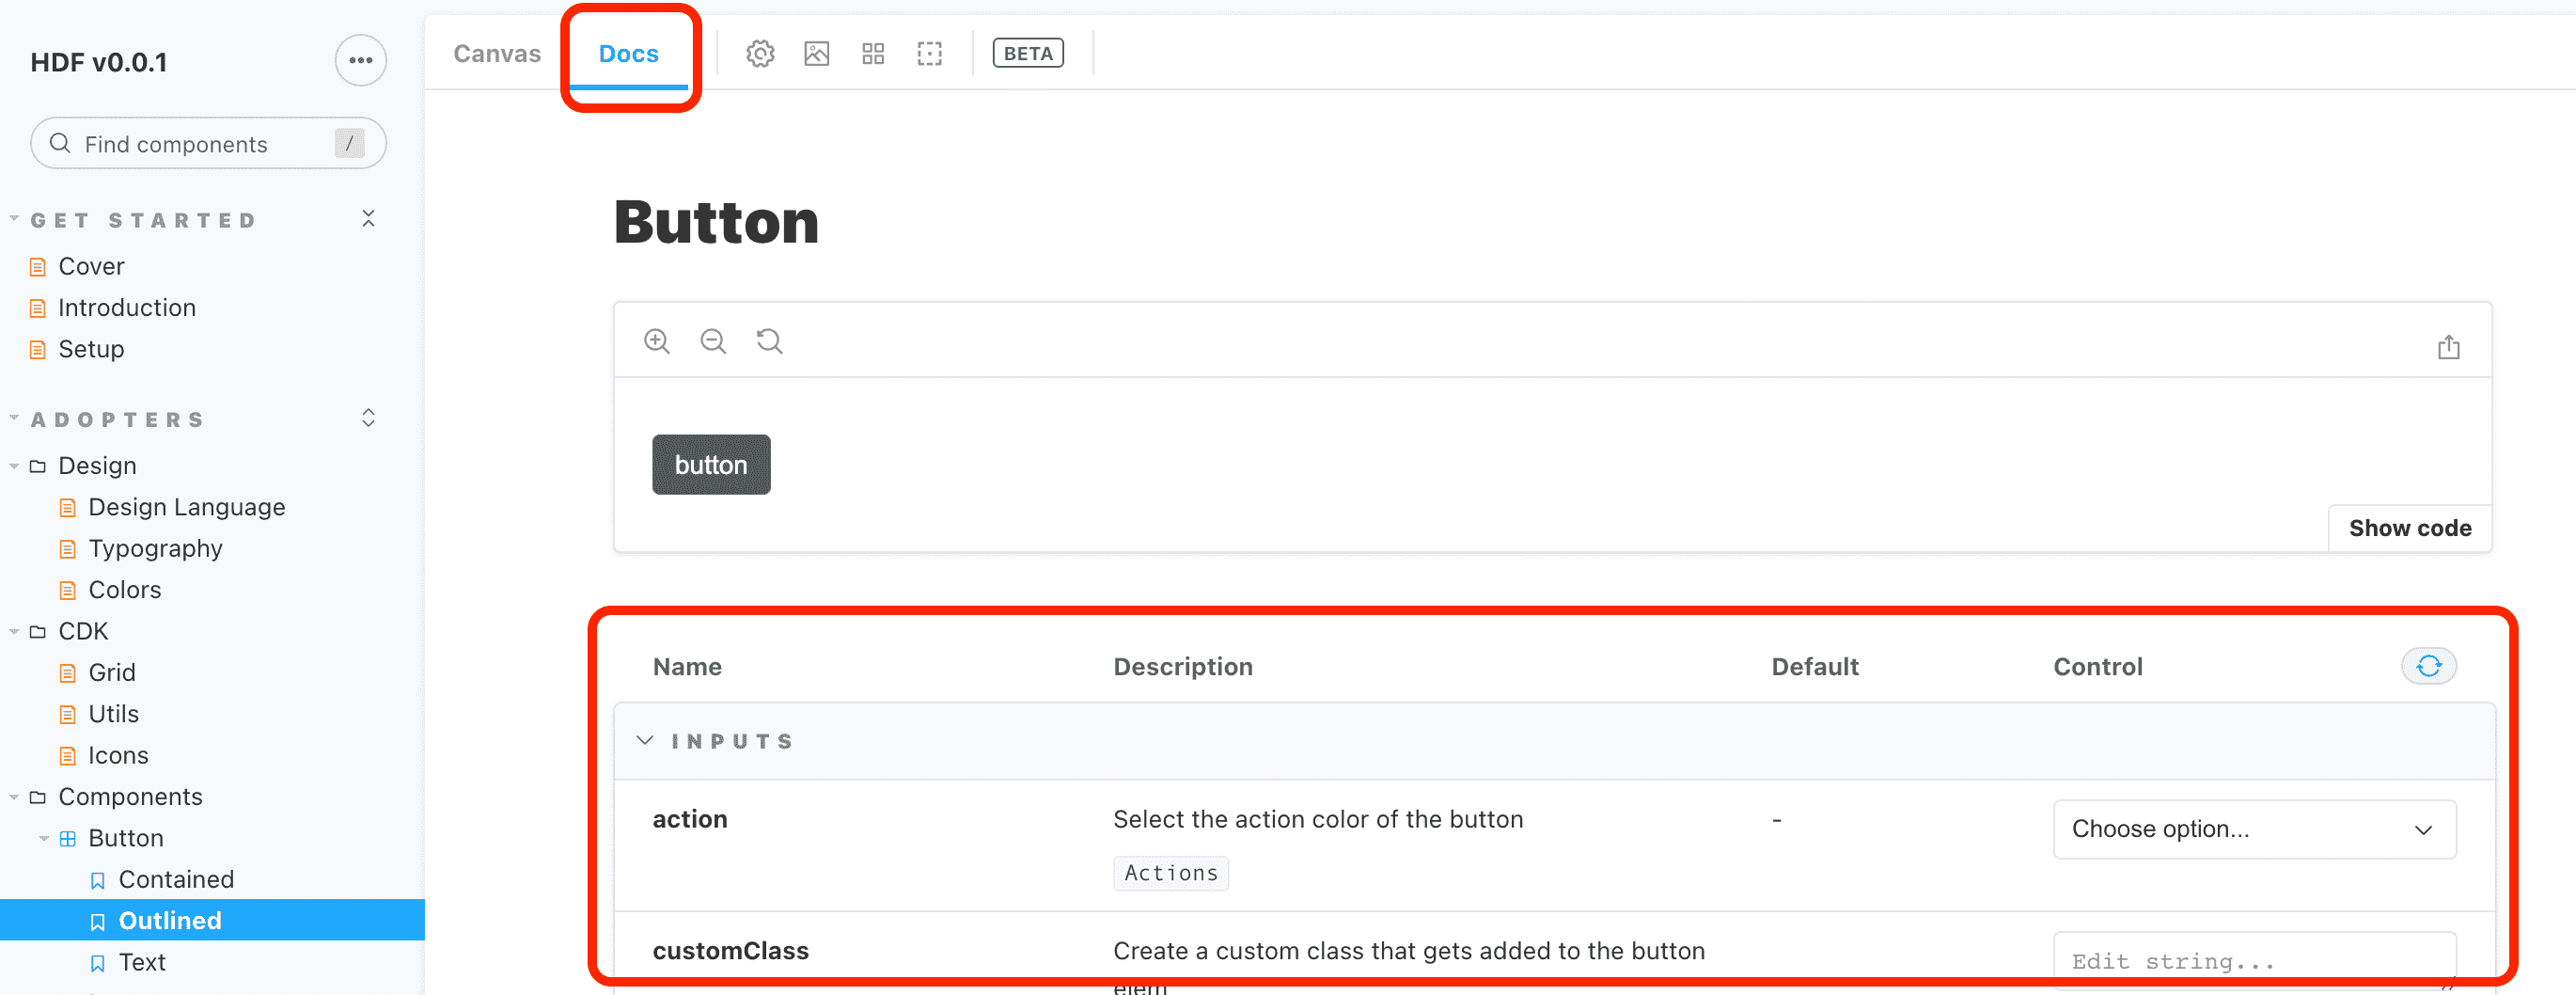 HDF v0.0.1
Find components /
GET STARTED
Cover
Introduction
Setup
ADOPTERS
Design
Design Language
Typography
Colors
CDK
Grid
Utils
Icons
Components
Button
Contained
Outlined
Text
Canvas Docs BETA
Button
button
Show code
Name Description Default Control
INPUTS
action Select the action color of the button - Choose option...
Actions
customClass Create a custom class that gets added to the button Edit string...
elem